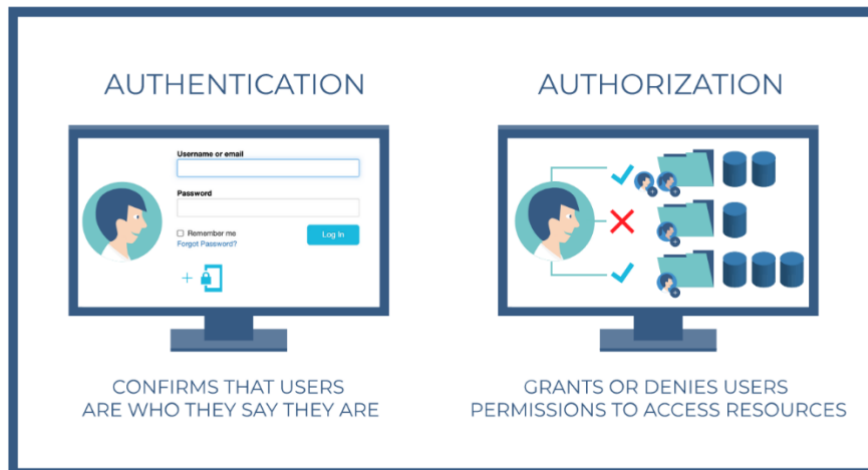 AUTHENTICATION
Username or email
Password
Remember me
Forgot Password?
Log In
CONFIRMS THAT USERS
ARE WHO THEY SAY THEY ARE
AUTHORIZATION
GRANTS OR DENIES USERS
PERMISSIONS TO ACCESS RESOURCES